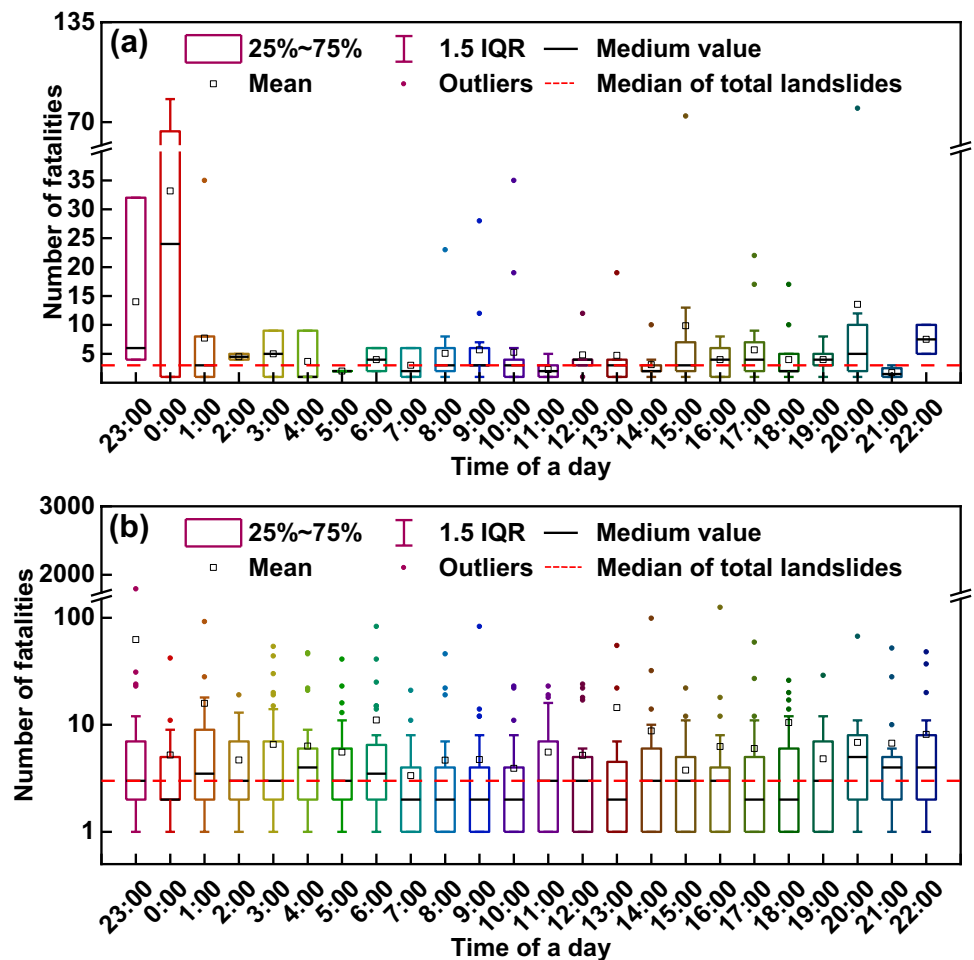 (a)
25%~75%
1.5 IQR
Medium value
Mean
Outliers
Median of total landslides
Number of fatalities
135
70
35
30
25
20
15
10
5
23:00 0:00 1:00 2:00 3:00 4:00 5:00 6:00 7:00 8:00 9:00 10:00 11:00 12:00 13:00 14:00 15:00 16:00 17:00 18:00 19:00 20:00 21:00 22:00
Time of a day
(b)
25%~75%
1.5 IQR
Medium value
Mean
Outliers
Median of total landslides
Number of fatalities
3000
2000
100
10
1
23:00 0:00 1:00 2:00 3:00 4:00 5:00 6:00 7:00 8:00 9:00 10:00 11:00 12:00 13:00 14:00 15:00 16:00 17:00 18:00 19:00 20:00 21:00 22:00
Time of a day